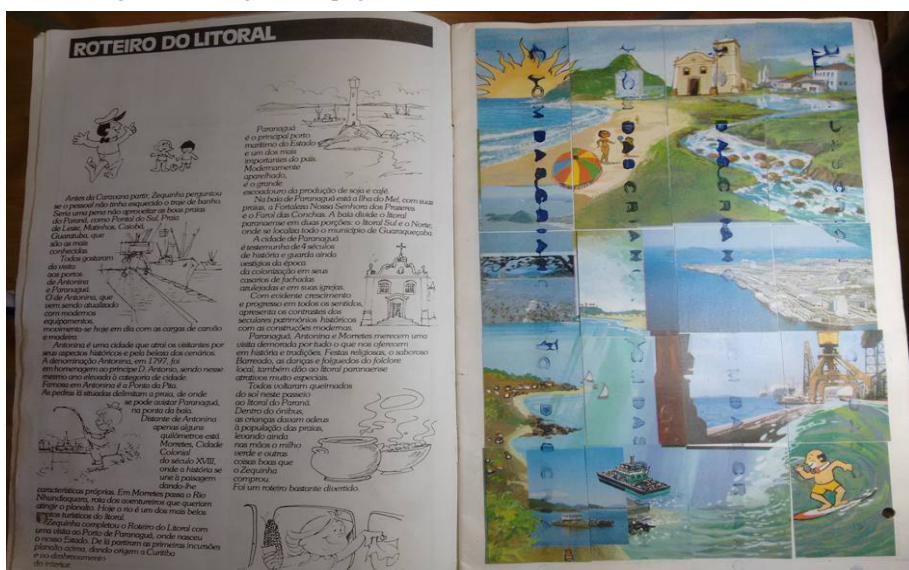 ROTEIRO DO LITORAL
Antes da Caravana partir, Zequinha perguntou
se o pessoal não tinha esquecido o traje de banho.
Seria uma pena não aproveitar as boas praias
do Paraná, como Pontal do Sul, Praia
de Leste, Matinhos, Caiobá,
Guaratuba, que
são as mais
conhecidas.
Todos gostaram
da visita
aos portos
de Antonina
e Paranaguá.
O de Antonina, que
vem sendo atualizado
com modernos
equipamentos,
movimenta-se hoje em dia com as cargas de carvão
e madeira.
Antonina é uma cidade que atrai os visitantes por
seus aspectos históricos e pela beleza dos cenários.
A denominação Antonina, em 1797, foi
em homenagem ao príncipe D. Antonio, sendo nesse
mesmo ano elevada à categoria de cidade.
Famosa em Antonina é a Ponta da Pita.
As pedras lá situadas delimitam a praia, de onde
se pode avistar Paranaguá,
na ponta da baía.
Distante de Antonina
apenas alguns
quilômetros está
Morretes, Cidade
Colonial
do século XVIII,
onde a história se
une à paisagem
dando-lhe
características próprias. Em Morretes passa o Rio
Nhundiaquara, rota dos aventureiros que queriam
atingir o planalto. Hoje o rio é um dos mais belos
pontos turísticos do litoral.
Zequinha completou o Roteiro do Litoral com
uma visita ao Porto de Paranaguá, onde nasceu
o nosso Estado. De lá partiram as primeiras incursões
planalto acima, dando origem a Curitiba
e ao desbravamento
do interior.
Paranaguá
é o principal porto
marítimo do Estado
e um dos mais
importantes do país.
Modernamente
aparelhado,
é o grande
escoadouro da produção de soja e café.
Na baía de Paranaguá está a Ilha do Mel, com suas
praias, a Fortaleza Nossa Senhora dos Prazeres
e o Farol das Conchas. A baía divide o litoral
paranaense em duas porções: o litoral Sul e o Norte,
onde se localiza todo o município de Guaraqueçaba.
A cidade de Paranaguá
é testemunha de 4 séculos
de história e guarda ainda
vestígios da época
da colonização em seus
casarios de fachadas
azulejadas e em suas igrejas.
Com evidente crescimento
e progresso em todos os sentidos,
apresenta os contrastes dos
seculares patrimônios históricos
com as construções modernas.
Paranaguá, Antonina e Morretes merecem uma
visita demorada por tudo o que nos oferecem
em história e tradições. Festas religiosas, o saboroso
Barreado, as danças e folguedos do folclore
local, também dão ao litoral paranaense
atrativos muito especiais.
Todos voltaram queimados
do sol neste passeio
ao litoral do Paraná.
Dentro do ônibus,
as crianças davam adeus
à população das praias,
levando ainda
nas mãos o milho
verde e outras
coisas boas que
o Zequinha
comprou.
Foi um roteiro bastante divertido.